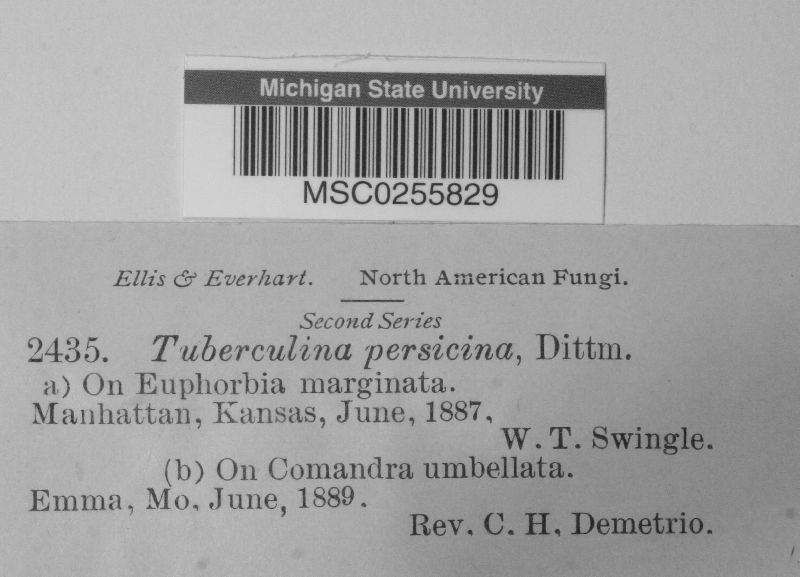 Michigan State University
MSC0255829
Ellis & Everhart. North American Fungi.
Second Series
2435. Tuberculina persicina, Dittm.
a) On Euphorbia marginata.
Manhattan, Kansas, June, 1887,
W. T. Swingle.
(b) On Comandra umbellata.
Emma, Mo. June, 1889.
Rev. C. H. Demetrio.